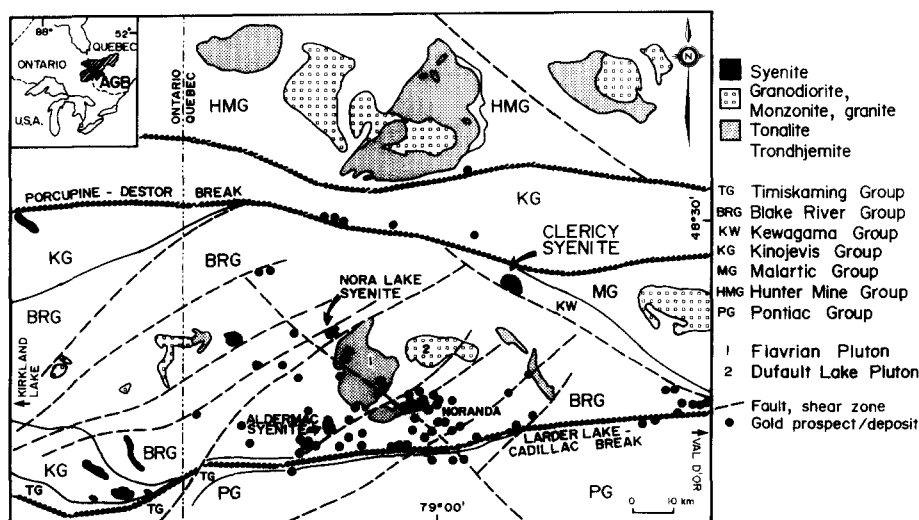 88° 52°
QUEBEC
ONTARIO
AGB
U.S.A.
ONTARIO
QUEBEC
HMG
HMG
N
PORCUPINE - DESTOR BREAK
KG
48°30'
KG
BRG
CLERICY
SYENITE
NORA LAKE
SYENITE
KW
MG
BRG
1
2
KIRKLAND
LAKE
ALDERMAC
SYENITE
NORANDA
BRG
BRG
LARDER LAKE -
CADILLAC BREAK
KG
TG
TG
TG
PG
PG
VAL D'OR
79°00'
0 10 km
Syenite
Granodiorite,
Monzonite, granite
Tonalite
Trondhjemite
TG Timiskaming Group
BRG Blake River Group
KW Kewagama Group
KG Kinojevis Group
MG Malartic Group
HMG Hunter Mine Group
PG Pontiac Group
1 Flavrian Pluton
2 Dufault Lake Pluton
Fault, shear zone
Gold prospect/deposit